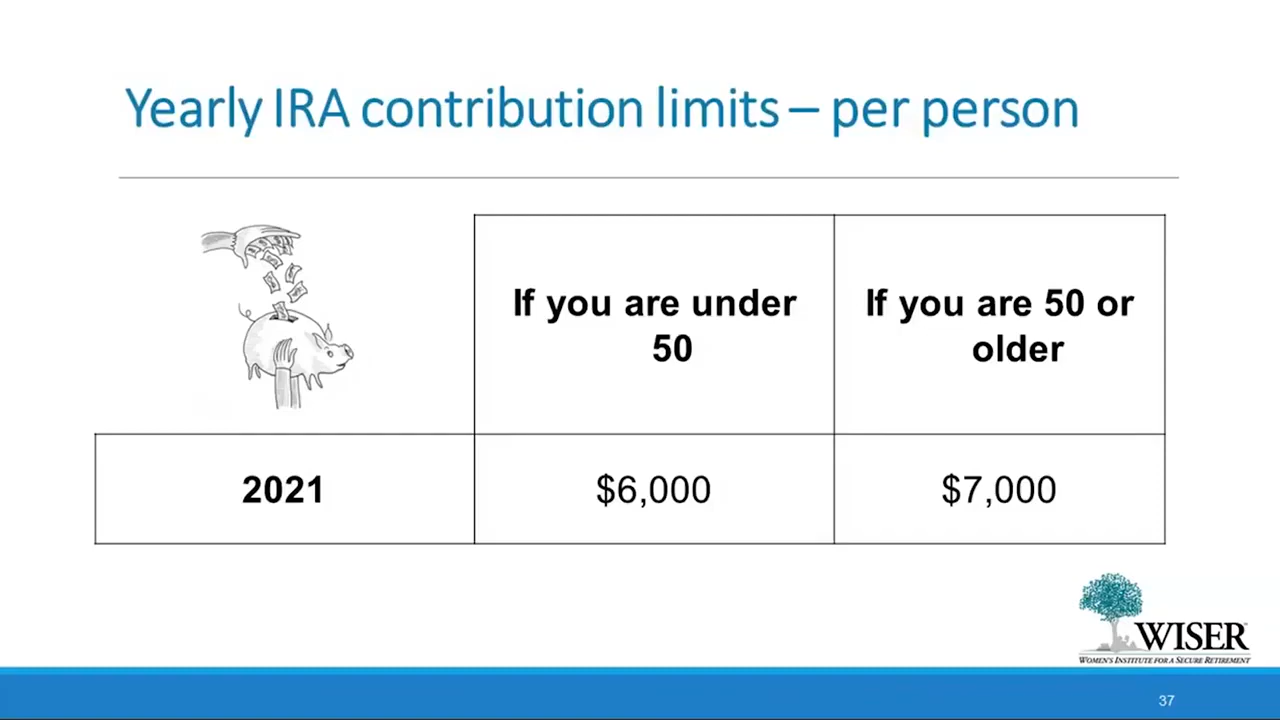 Yearly IRA contribution limits – per person
If you are under
50
If you are 50 or
older
2021
$6,000
$7,000
WISER
WOMEN'S INSTITUTE FOR A SECURE RETIREMENT
37